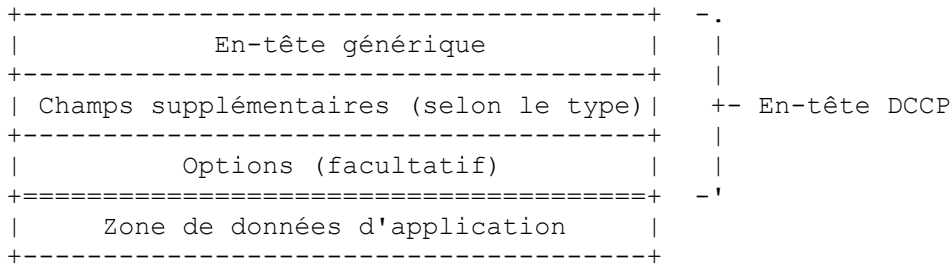 +---------------------------------------+  -.
|            En-tête générique          |   |
+---------------------------------------+   |
| Champs supplémentaires (selon le type)|   +- En-tête DCCP
+---------------------------------------+   |
|          Options (facultatif)         |   |
+=======================================+  -'
|     Zone de données d'application     |
+---------------------------------------+